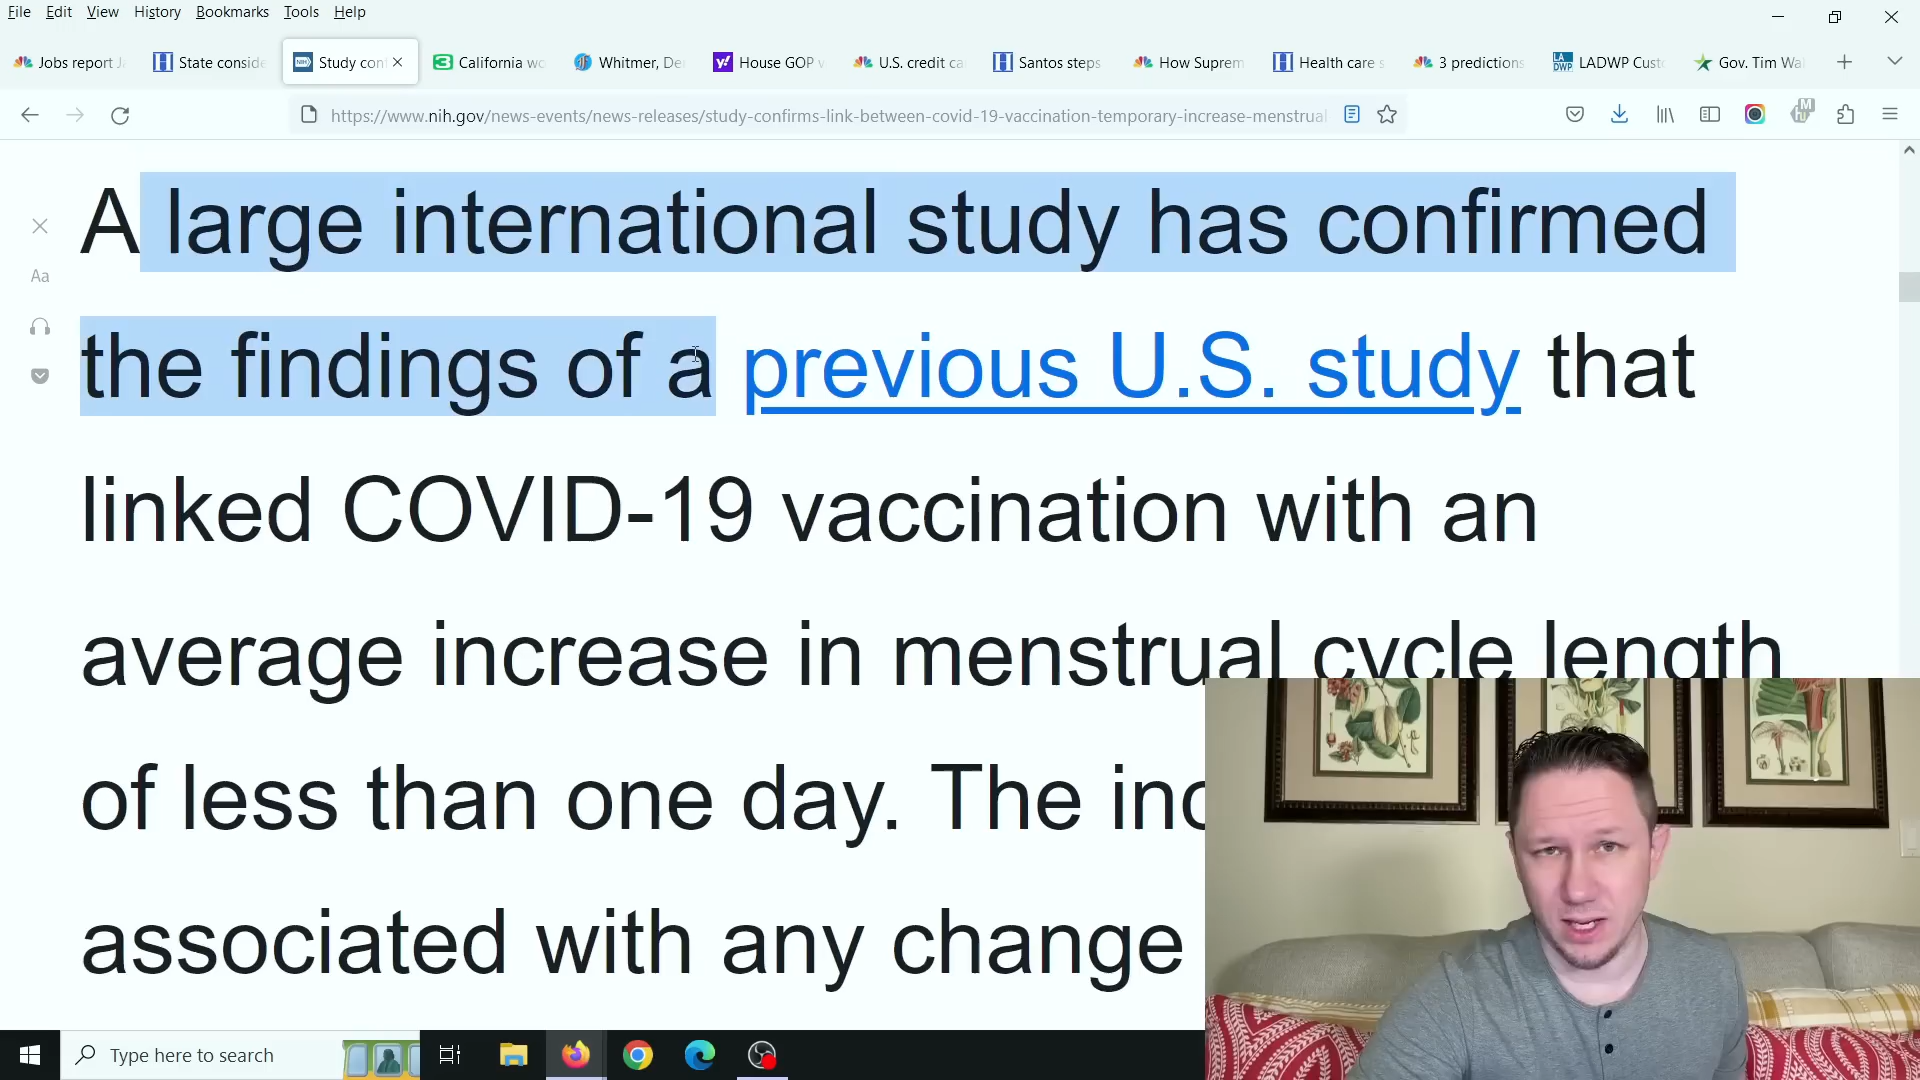 File Edit View History Bookmarks Tools Help
Jobs report Ja
State conside
Study con
California wo
Whitmer, De
House GOP v
U.S. credit ca
Santos steps
How Suprem
Health care s
3 predictions
LADWP Cust
Gov. Tim Wal
https://www.nih.gov/news-events/news-releases/study-confirms-link-between-covid-19-vaccination-temporary-increase-menstrual
Aa
A large international study has confirmed
the findings of a previous U.S. study that
linked COVID-19 vaccination with an
average increase in menstrual cycle length
of less than one day. The inc
associated with any change
Type here to search